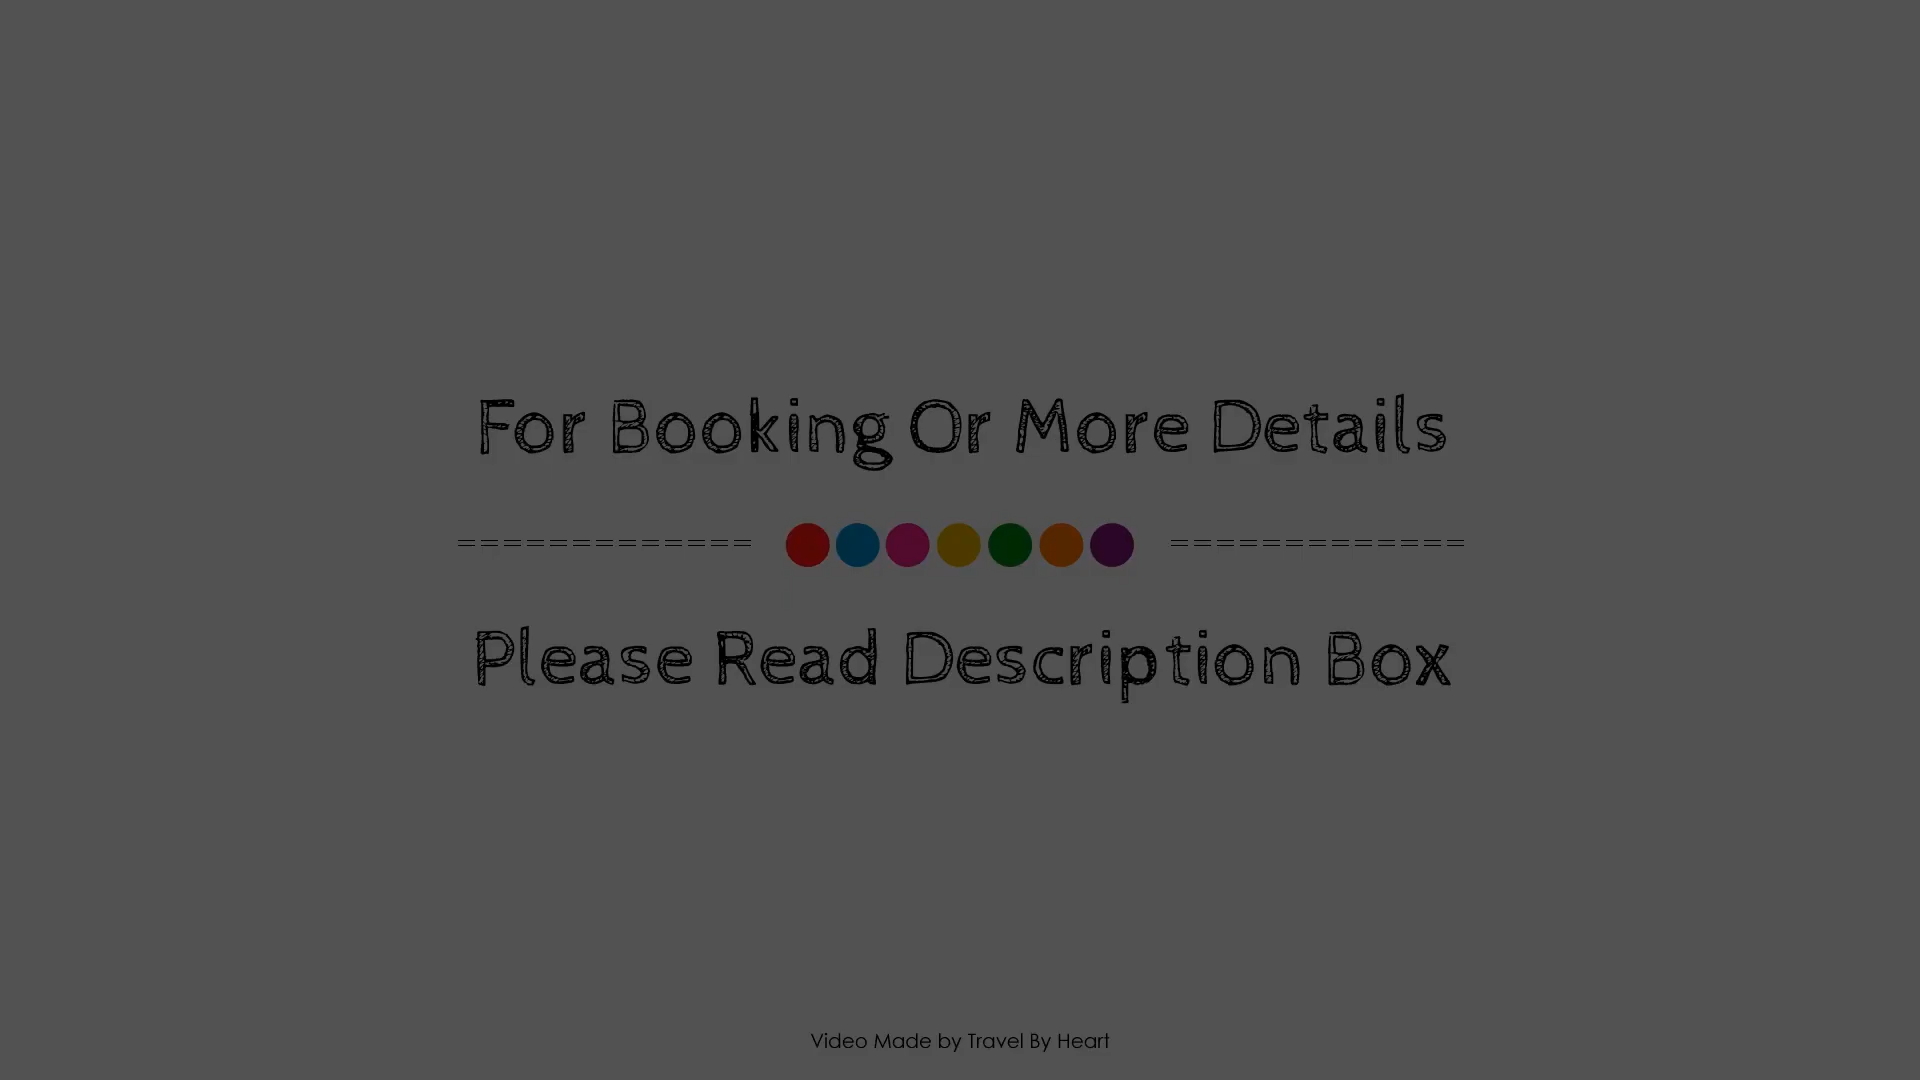 For Booking Or More Details
============= =============
Please Read Description Box
Video Made by Travel By Heart